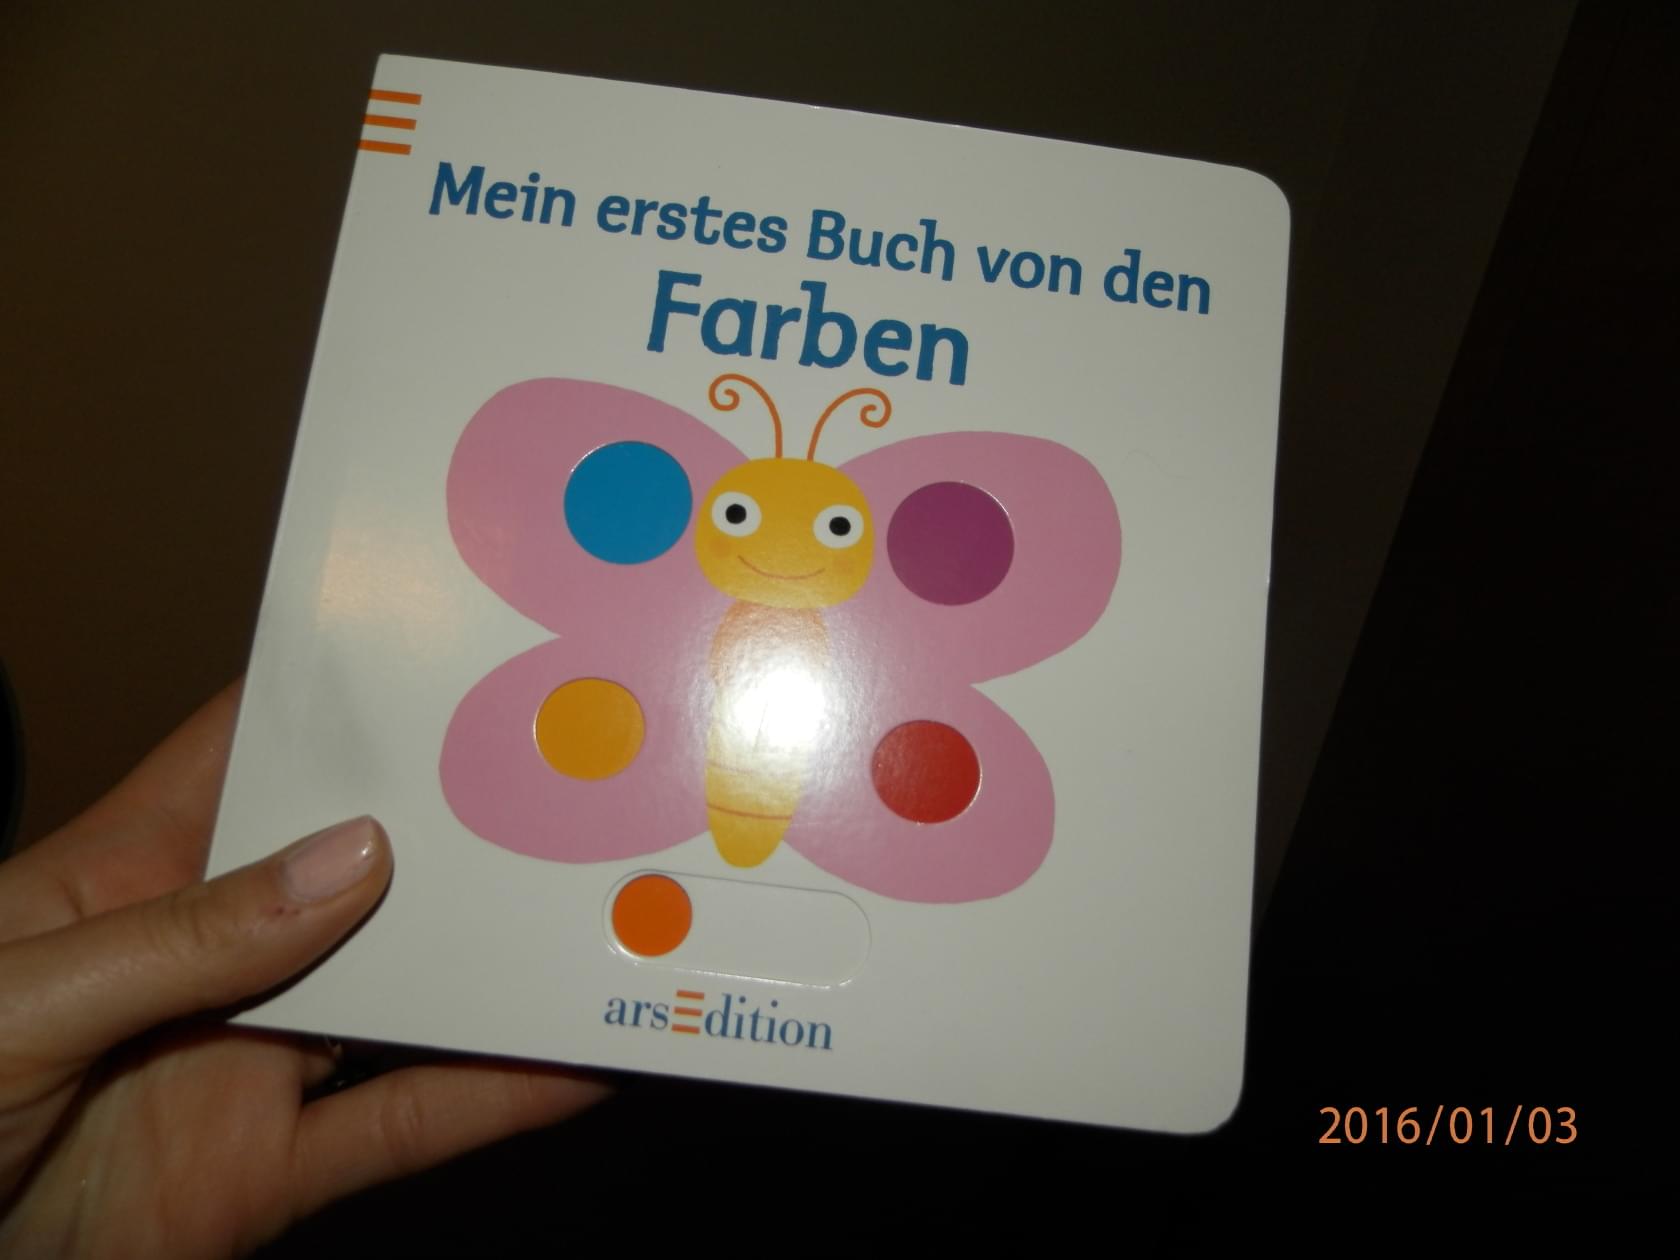 Mein erstes Buch von den
Farben
arsEdition
2016/01/03